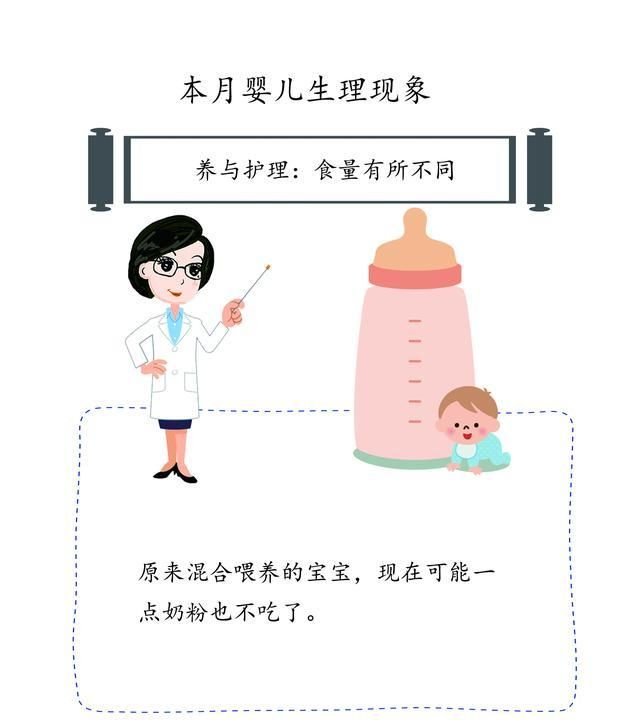 本月婴儿生理现象
养与护理：食量有所不同
原来混合喂养的宝宝，现在可能一
点奶粉也不吃了。